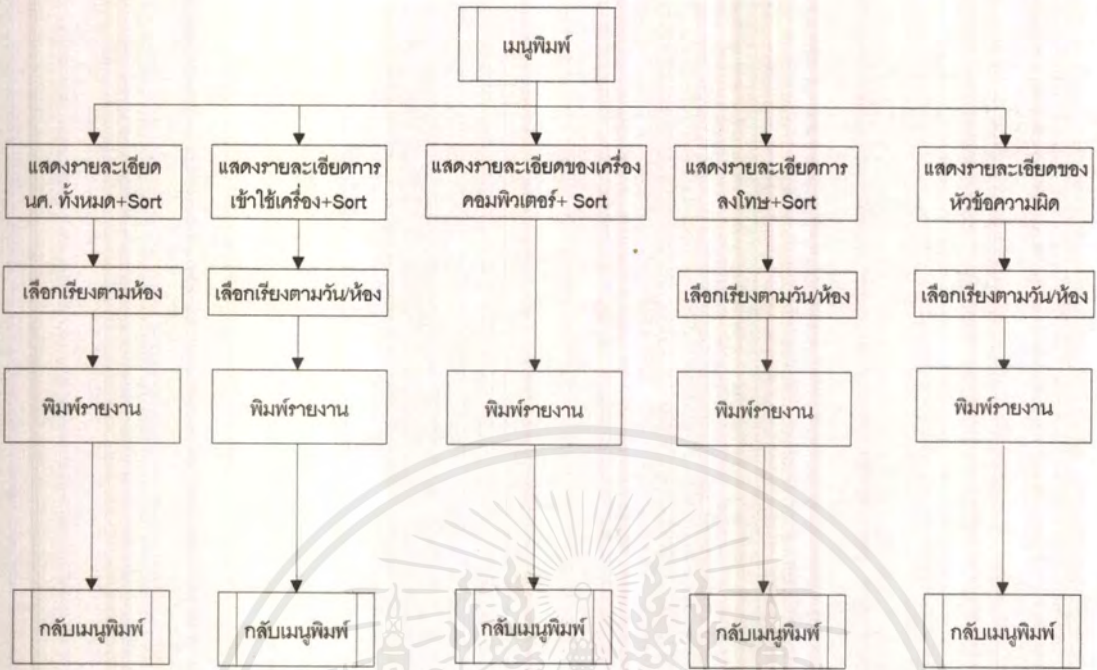 เมนูพิมพ์
แสดงรายละเอียด
นศ. ทั้งหมด+Sort
แสดงรายละเอียดการ
เข้าใช้เครื่อง+Sort
แสดงรายละเอียดของเครื่อง
คอมพิวเตอร์+ Sort
แสดงรายละเอียดการ
ลงโทษ+Sort
แสดงรายละเอียดของ
หัวข้อความผิด
เลือกเรียงตามห้อง
เลือกเรียงตามวัน/ห้อง
เลือกเรียงตามวัน/ห้อง
เลือกเรียงตามวัน/ห้อง
พิมพ์รายงาน
พิมพ์รายงาน
พิมพ์รายงาน
พิมพ์รายงาน
พิมพ์รายงาน
กลับเมนูพิมพ์
กลับเมนูพิมพ์
กลับเมนูพิมพ์
กลับเมนูพิมพ์
กลับเมนูพิมพ์